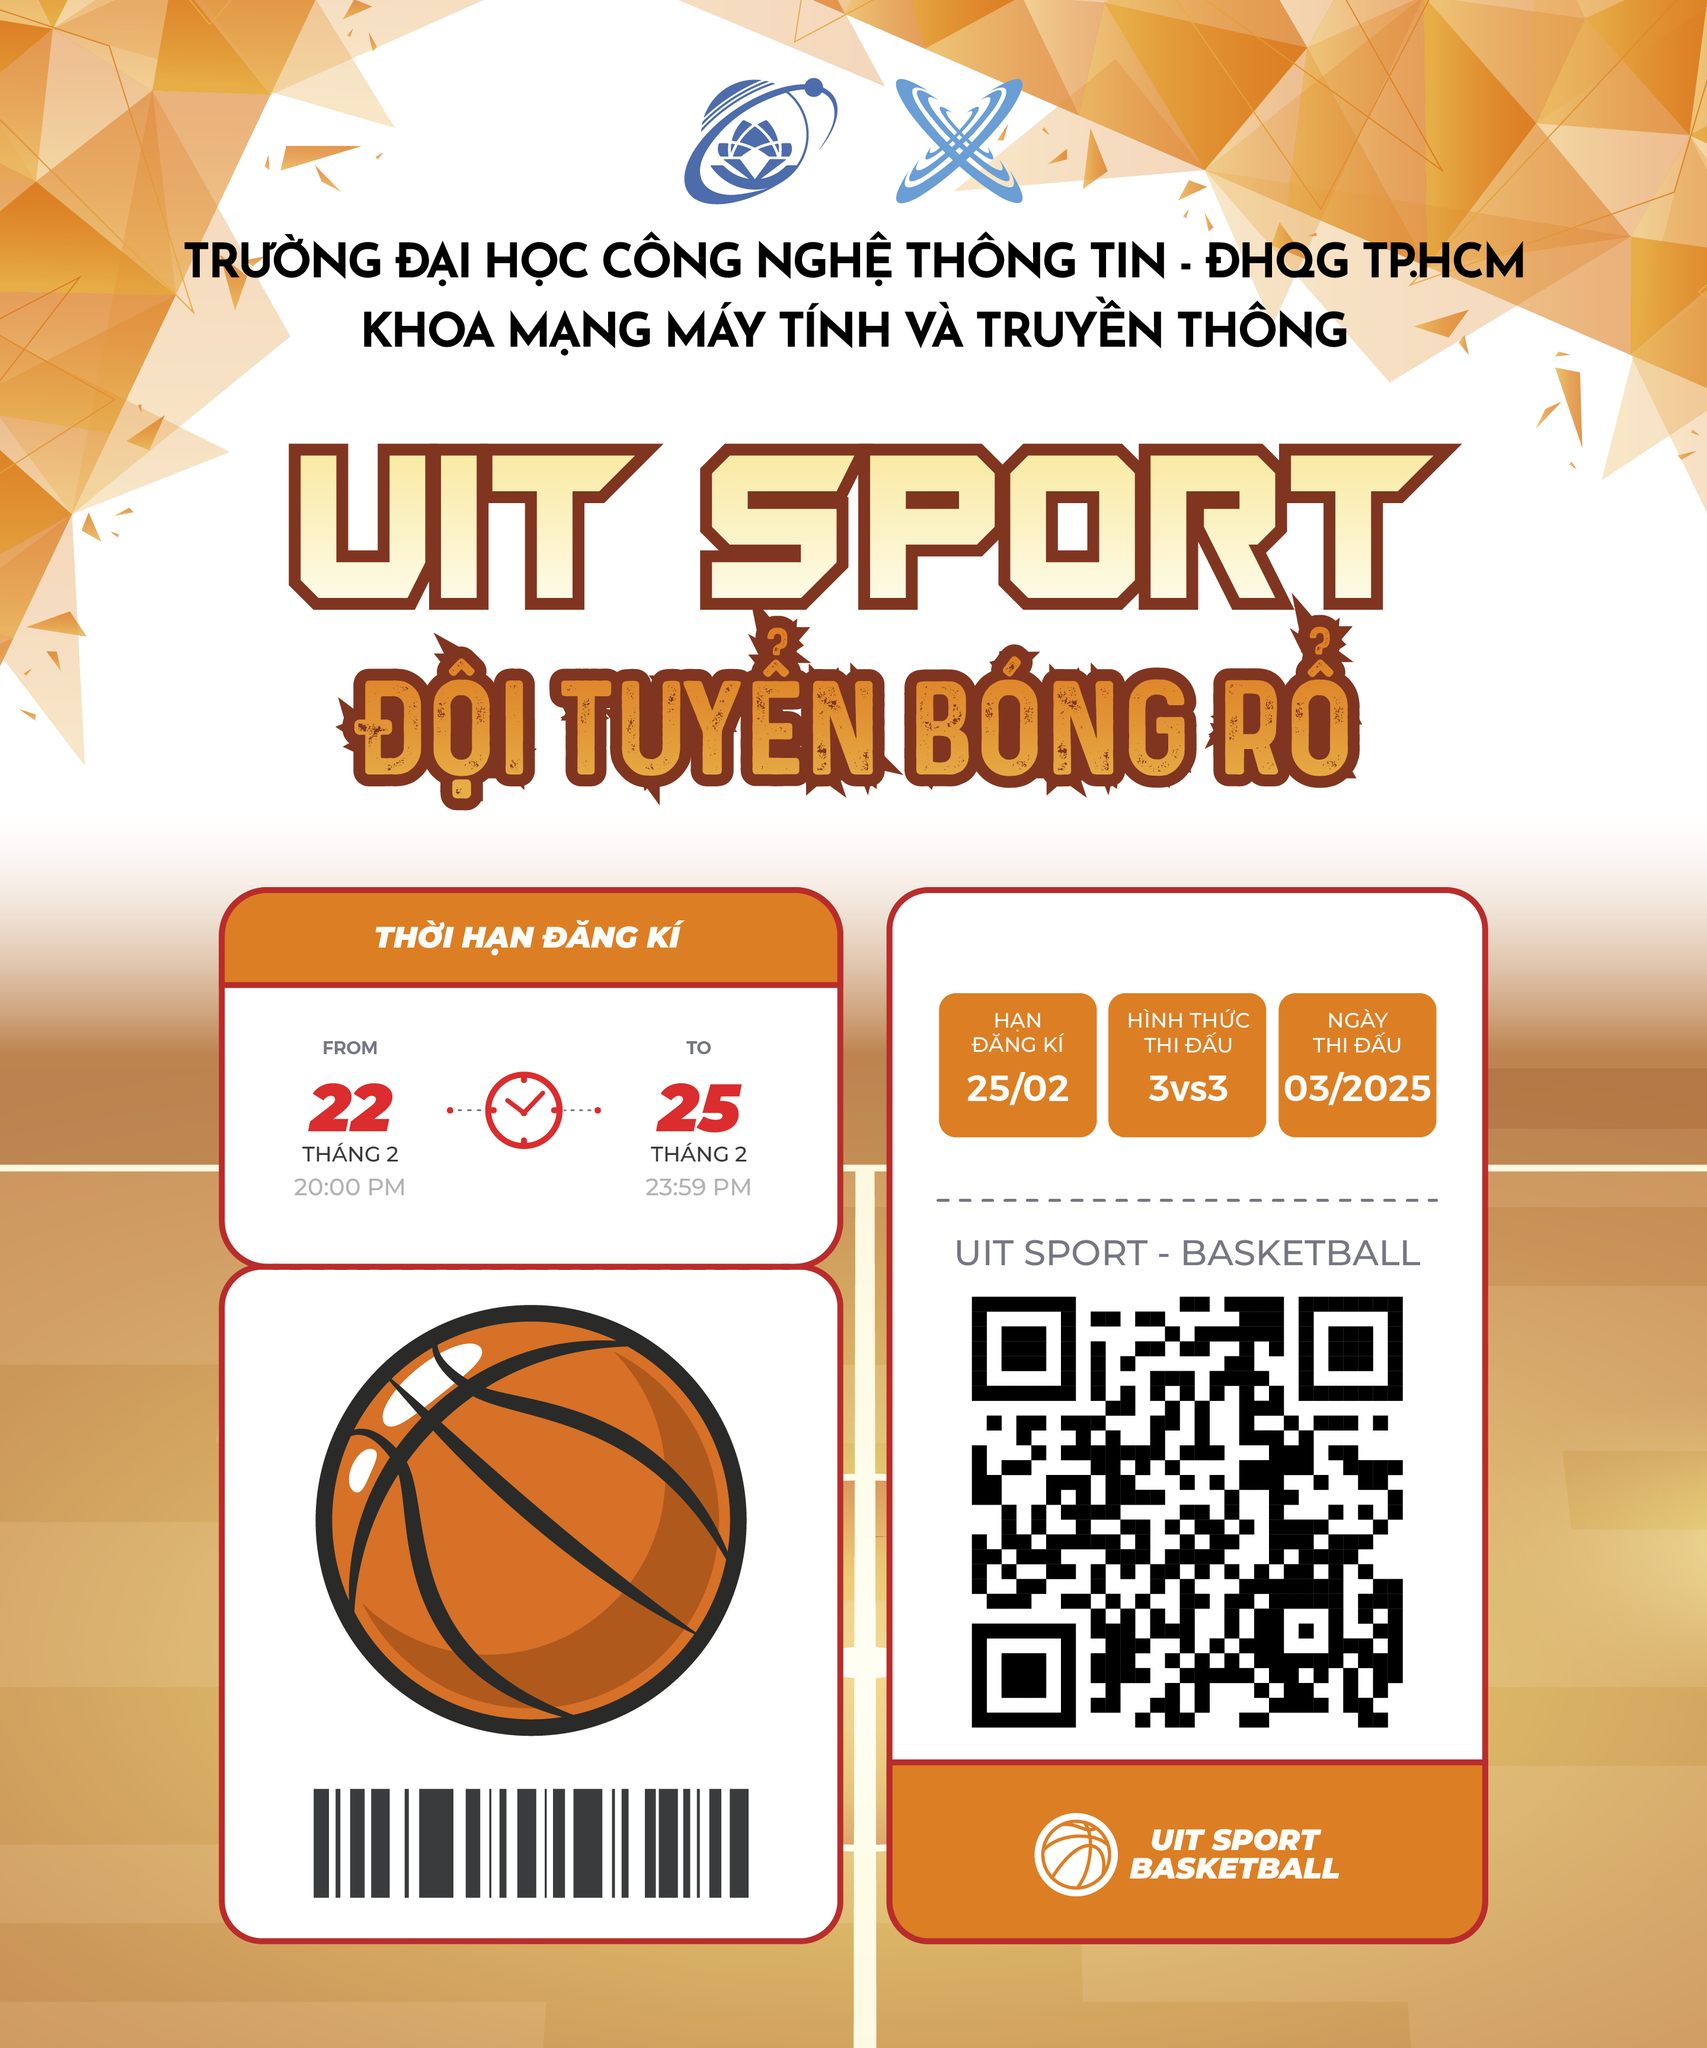 TRƯỜNG ĐẠI HỌC CÔNG NGHỆ THÔNG TIN - ĐHQG TP.HCM
KHOA MẠNG MÁY TÍNH VÀ TRUYỀN THÔNG
UIT SPORT
ĐỘI TUYỂN BÓNG RỔ
THỜI HẠN ĐĂNG KÍ
FROM
22
THÁNG 2
20:00 PM
TO
25
THÁNG 2
23:59 PM
HẠN
ĐĂNG KÍ
25/02
HÌNH THỨC
THI ĐẤU
3vs3
NGÀY
THI ĐẤU
03/2025
UIT SPORT - BASKETBALL
UIT SPORT
BASKETBALL